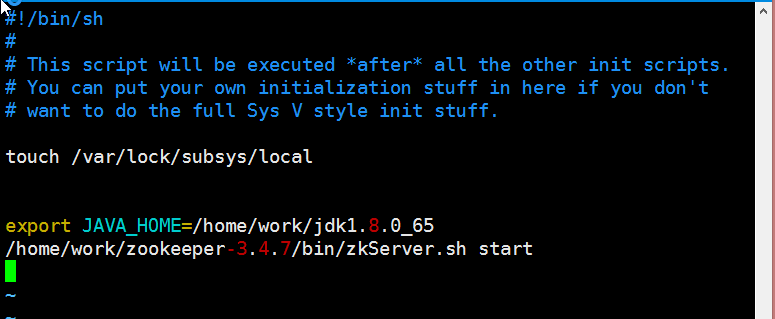 #!/bin/sh
#
# This script will be executed *after* all the other init scripts.
# You can put your own initialization stuff in here if you don't
# want to do the full Sys V style init stuff.
touch /var/lock/subsys/local
export JAVA_HOME=/home/work/jdk1.8.0_65
/home/work/zookeeper-3.4.7/bin/zkServer.sh start
~
~